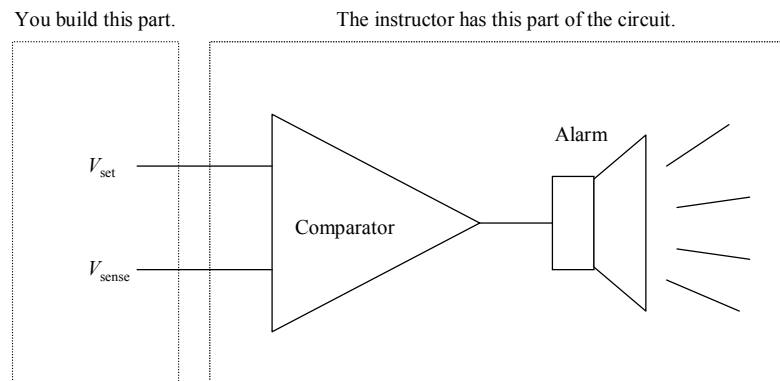 You build this part.
The instructor has this part of the circuit.
Alarm
Vset
Comparator
Vsense